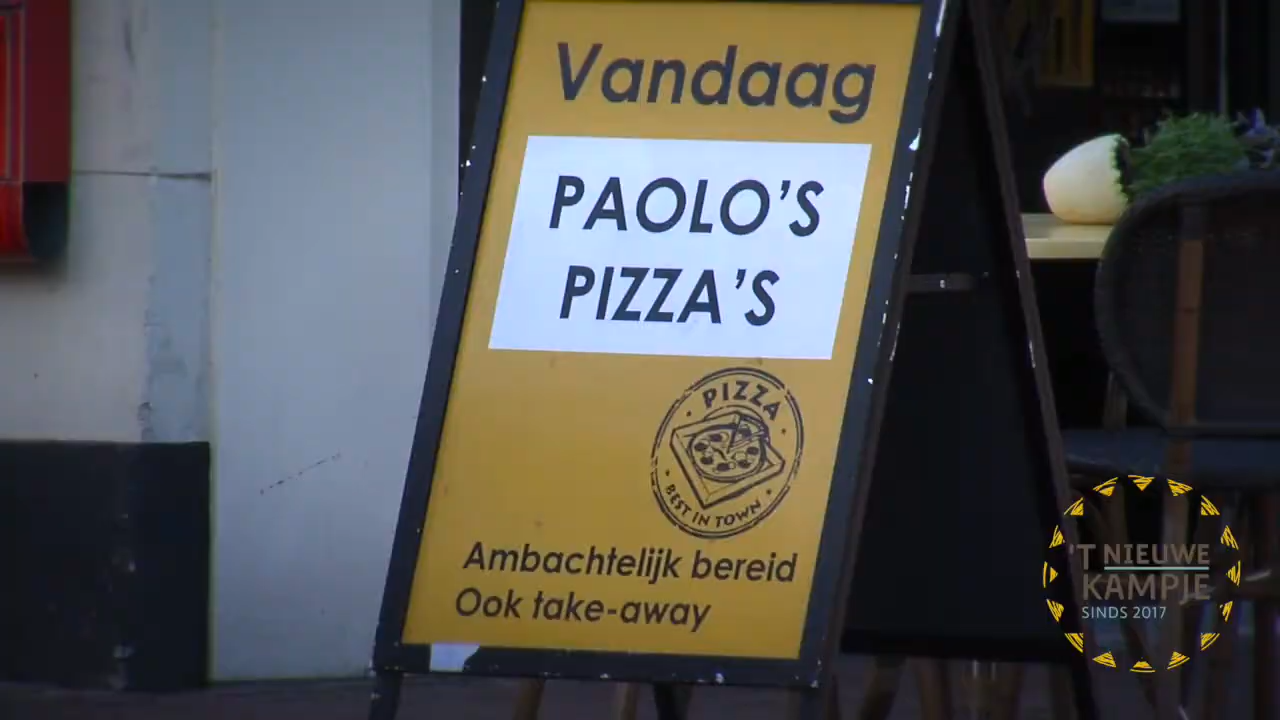 Vandaag
PAOLO'S
PIZZA'S
PIZZA
BEST IN TOWN
Ambachtelijk bereid
Ook take-away
'T NIEUWE
KAMPJE
SINDS 2017